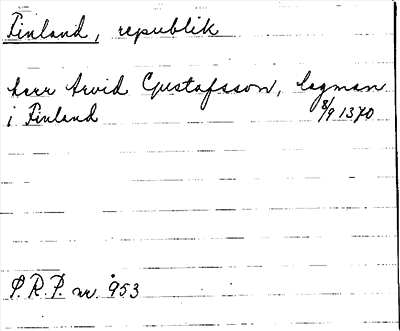 Finland, republik
herr Arvid Gustafsson, lagman
i Finland 8/9 1370
S.R.P. nr. 953